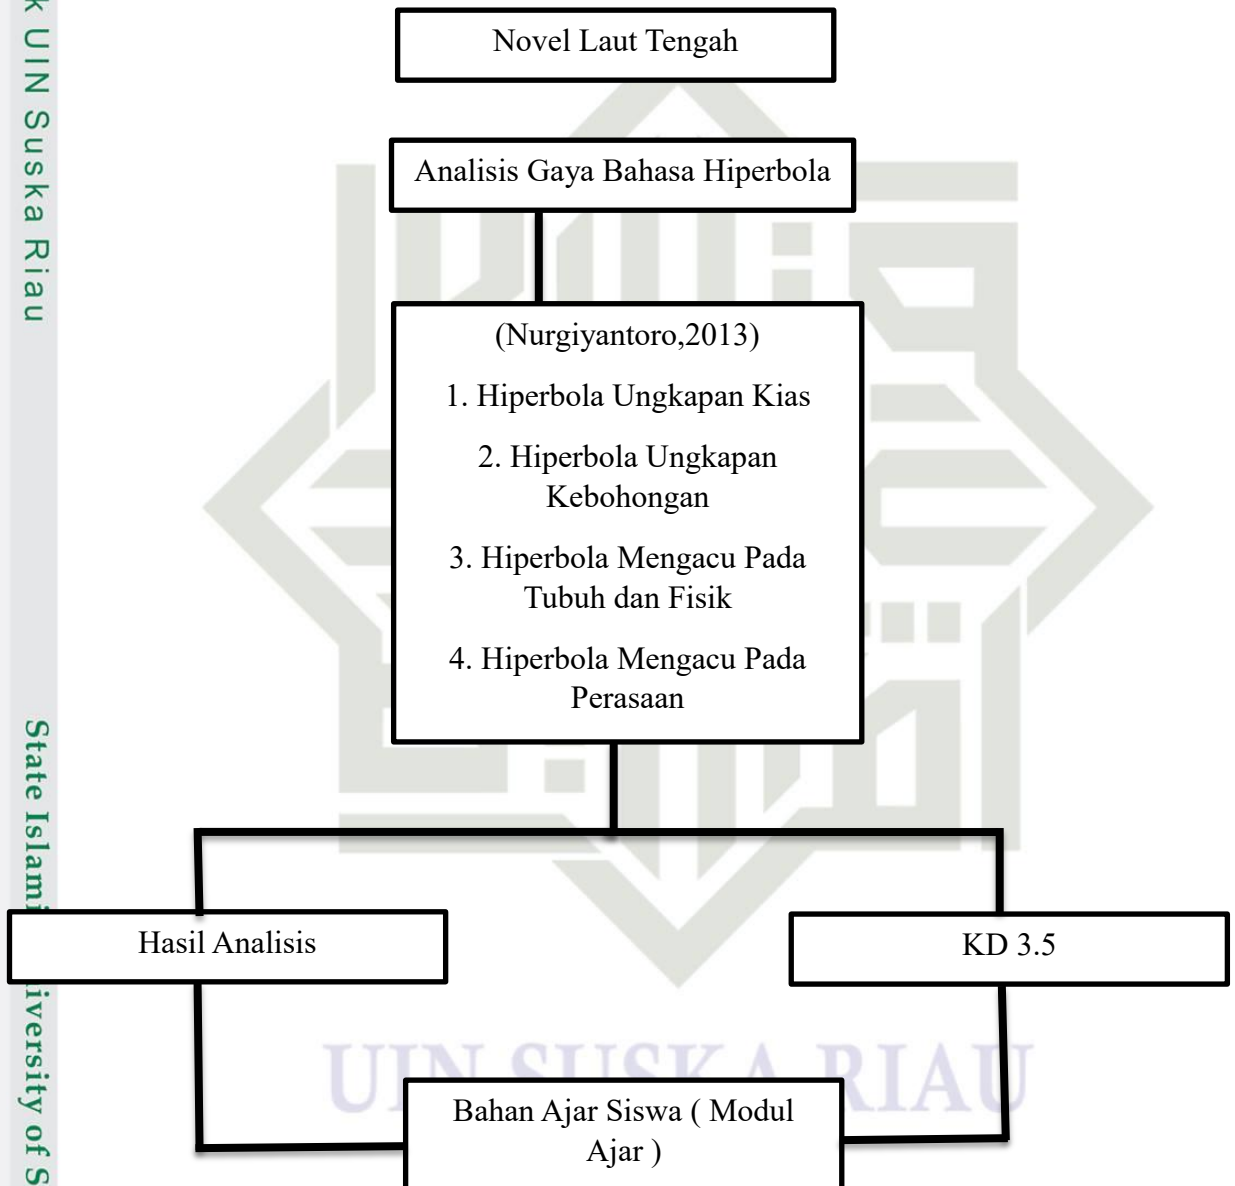 Novel Laut Tengah
Analisis Gaya Bahasa Hiperbola
(Nurgiyantoro,2013)
1. Hiperbola Ungkapan Kias
2. Hiperbola Ungkapan
Kebohongan
3. Hiperbola Mengacu Pada
Tubuh dan Fisik
4. Hiperbola Mengacu Pada
Perasaan
Hasil Analisis
KD 3.5
Bahan Ajar Siswa ( Modul
Ajar )
UIN SUSKA RIAU
k UIN Suska Riau
State Islami iversity of S